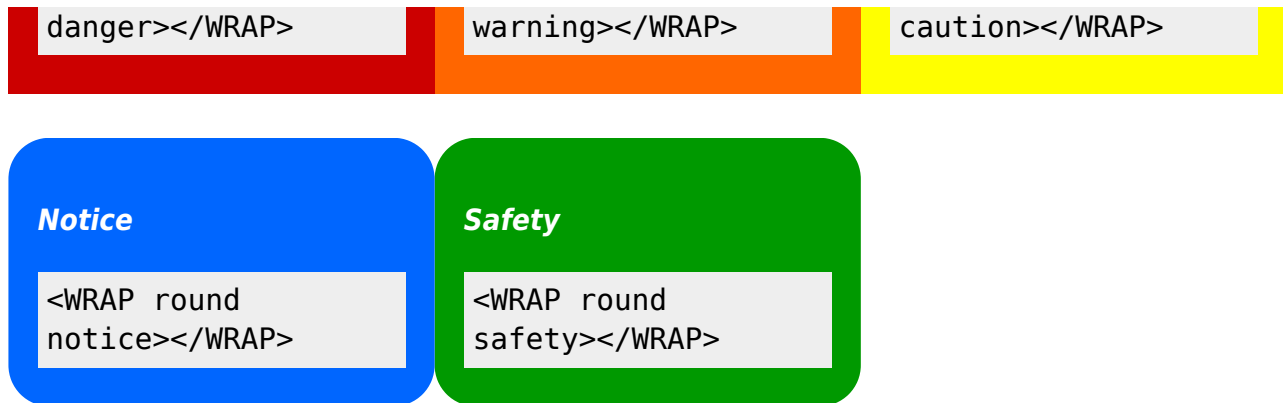 danger></WRAP>
warning></WRAP>
caution></WRAP>
Notice
<WRAP round
notice></WRAP>
Safety
<WRAP round
safety></WRAP>